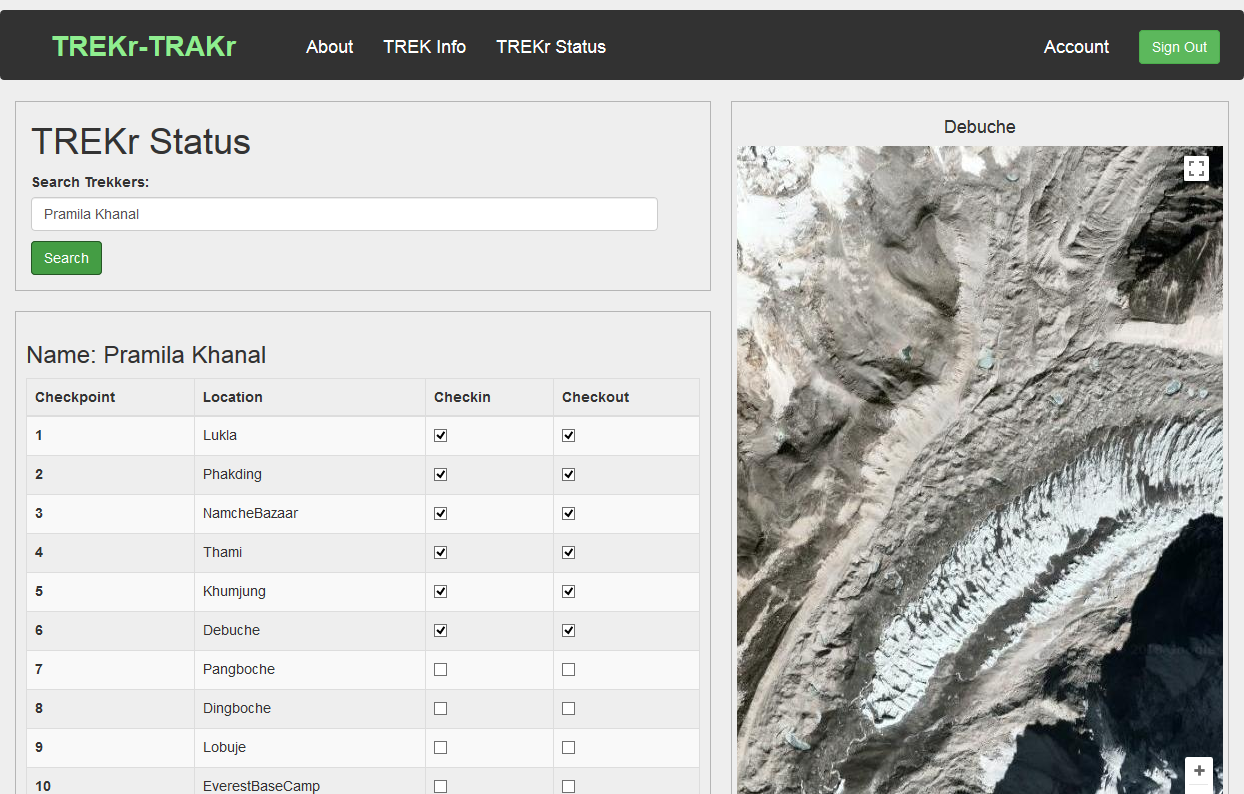 TREKr-TRAKr About TREK Info TREKr Status Account Sign Out
TREKr Status
Search Trekkers:
Pramila Khanal
Search
Name: Pramila Khanal
Checkpoint Location Checkin Checkout
1 Lukla
2 Phakding
3 NamcheBazaar
4 Thami
5 Khumjung
6 Debuche
7 Pangboche
8 Dingboche
9 Lobuje
10 EverestBaseCamp
Debuche
+